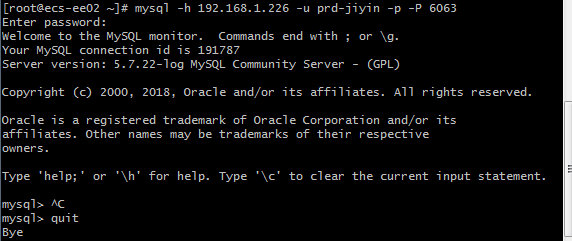 [root@ecs-ee02 ~]# mysql -h 192.168.1.226 -u prd-jiyin -p -P 6063
Enter password:
Welcome to the MySQL monitor.  Commands end with ; or \g.
Your MySQL connection id is 191787
Server version: 5.7.22-log MySQL Community Server - (GPL)
Copyright (c) 2000, 2018, Oracle and/or its affiliates. All rights reserved.
Oracle is a registered trademark of Oracle Corporation and/or its
affiliates. Other names may be trademarks of their respective
owners.
Type 'help;' or '\h' for help. Type '\c' to clear the current input statement.
mysql> ^C
mysql> quit
Bye